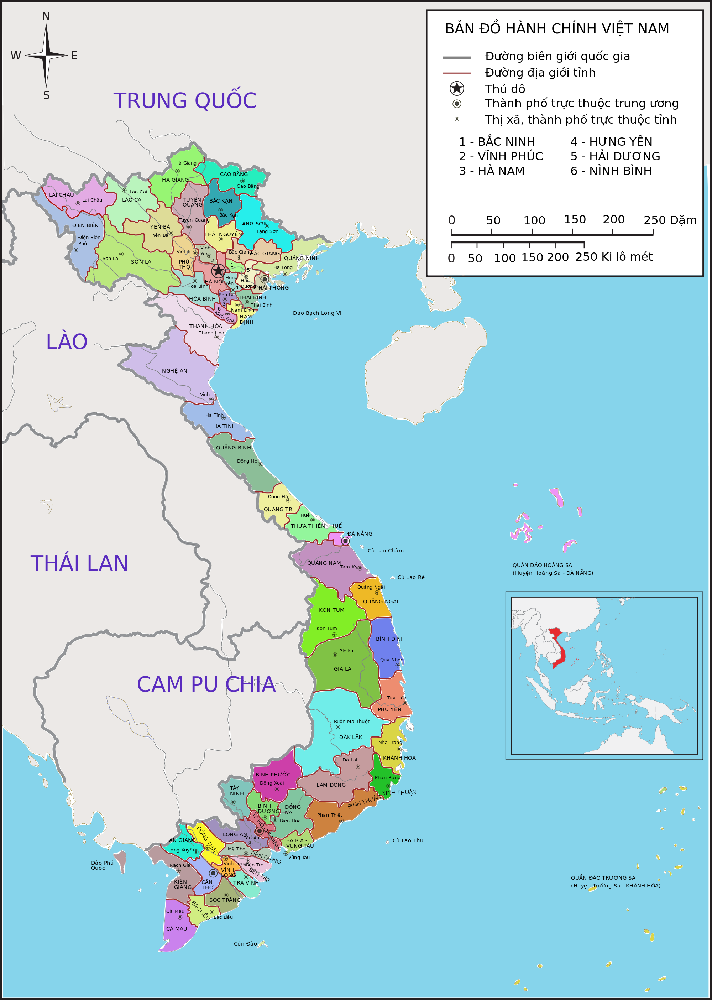 N
W E
S
BẢN ĐỒ HÀNH CHÍNH VIỆT NAM
Đường biên giới quốc gia
Đường địa giới tỉnh
Thủ đô
Thành phố trực thuộc trung ương
Thị xã, thành phố trực thuộc tỉnh
1 - BẮC NINH
2 - VĨNH PHÚC
3 - HÀ NAM
4 - HƯNG YÊN
5 - HẢI DƯƠNG
6 - NÌNH BÌNH
0 50 100 150 200 250 Dặm
0 50 100 150 200 250 Ki lô mét
TRUNG QUỐC
LÀO
THÁI LAN
CAM PU CHIA
Hà Giang
HÀ GIANG
CAO BẰNG
Cao Bằng
LAI CHÂU
Lai Châu
Lào Cai
LÀO CAI
TUYÊN
QUANG
Tuyên Quang
BẮC KẠN
Bắc Kạn
LẠNG SƠN
Lạng Sơn
ĐIỆN BIÊN
Điện Biên
Phủ
YÊN BÁI
Yên Bái
THÁI NGUYÊN
Sơn La
SƠN LA
Việt Trì
PHÚ
THỌ
Vĩnh
Yên
2
Bắc Giang
BẮC GIANG
QUẢNG NINH
Hạ Long
1
5
HÀ NỘI
Hưng
Yên
4
Hải
Dương
HẢI PHÒNG
Hòa Bình
HÒA BÌNH
Phủ Lý
3
THÁI BÌNH
Thái Bình
6
Ninh Bình
Nam Định
NAM
ĐỊNH
Đảo Bạch Long Vĩ
THANH HÓA
Thanh Hóa
NGHỆ AN
Vinh
Hà Tĩnh
HÀ TĨNH
QUẢNG BÌNH
Đồng Hới
Đông Hà
QUẢNG TRỊ
Huế
THỪA THIÊN - HUẾ
ĐÀ NẴNG
Cù Lao Chàm
QUẢNG NAM
Tam Kỳ
Cù Lao Ré
Quảng Ngãi
QUẢNG NGÃI
QUẦN ĐẢO HOÀNG SA
(Huyện Hoàng Sa - ĐÀ NẴNG)
KON TUM
Kon Tum
BÌNH ĐỊNH
Quy Nhơn
Pleiku
GIA LAI
Tuy Hòa
PHÚ YÊN
Buôn Ma Thuột
ĐẮK LẮK
Nha Trang
KHÁNH HÒA
Đà Lạt
LÂM ĐỒNG
Phan Rang
NINH THUẬN
BÌNH PHƯỚC
Đồng Xoài
TÂY
NINH
BÌNH
DƯƠNG
ĐỒNG
NAI
Biên Hòa
BÌNH THUẬN
Phan Thiết
TP HỒ CHÍ MINH
LONG AN
Tân An
BÀ RỊA -
VŨNG TÀU
Vũng Tàu
Cù Lao Thu
ĐỒNG THÁP
AN GIANG
Long Xuyên
Mỹ Tho
TIỀN GIANG
Bến Tre
BẾN TRE
Vĩnh Long
VĨNH
LONG
TRÀ VINH
Đảo Phú
Quốc
Rạch Giá
KIÊN
GIANG
CẦN
THƠ
SÓC TRĂNG
BẠC LIÊU
Bạc Liêu
Cà Mau
CÀ MAU
Côn Đảo
QUẦN ĐẢO TRƯỜNG SA
(Huyện Trường Sa - KHÁNH HÒA)